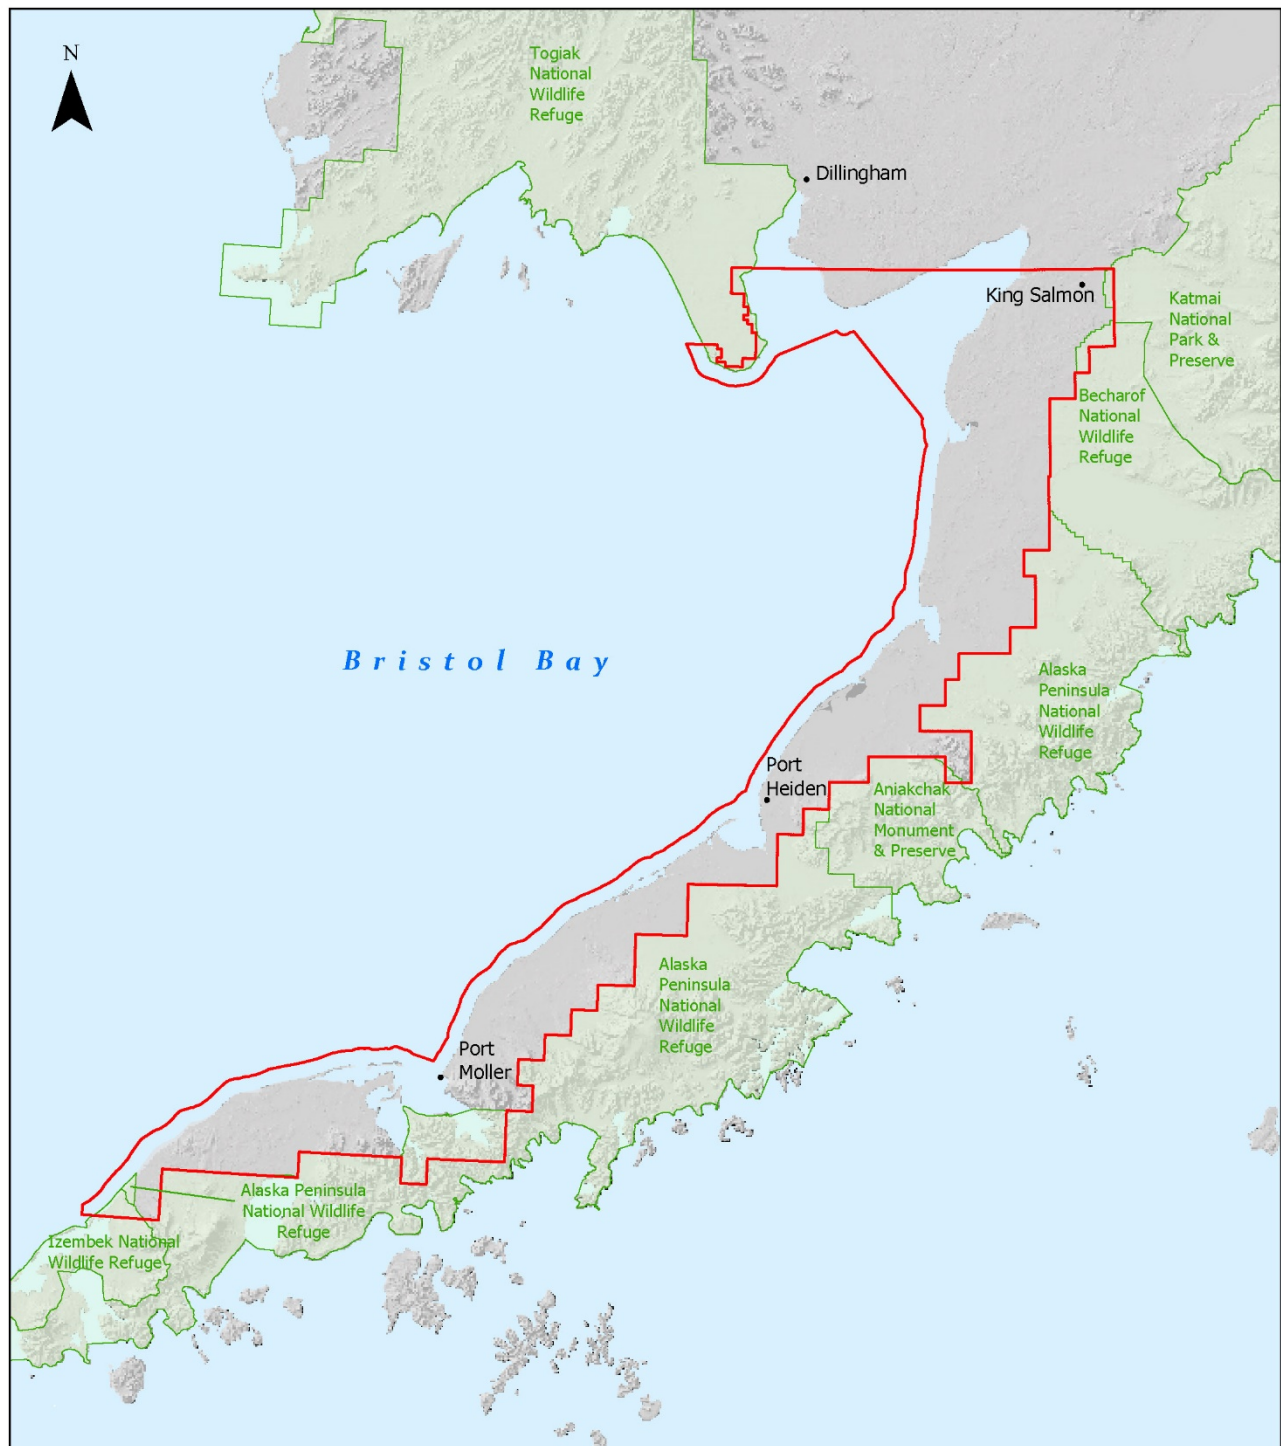 N
Togiak
National
Wildlife
Refuge
Dillingham
King Salmon
Katmai
National
Park &
Preserve
Becharof
National
Wildlife
Refuge
Bristol Bay
Alaska
Peninsula
National
Wildlife
Refuge
Port
Heiden
Aniakchak
National
Monument
& Preserve
Alaska
Peninsula
National
Wildlife
Refuge
Port
Moller
Alaska Peninsula
National Wildlife
Refuge
Izembek National
Wildlife Refuge